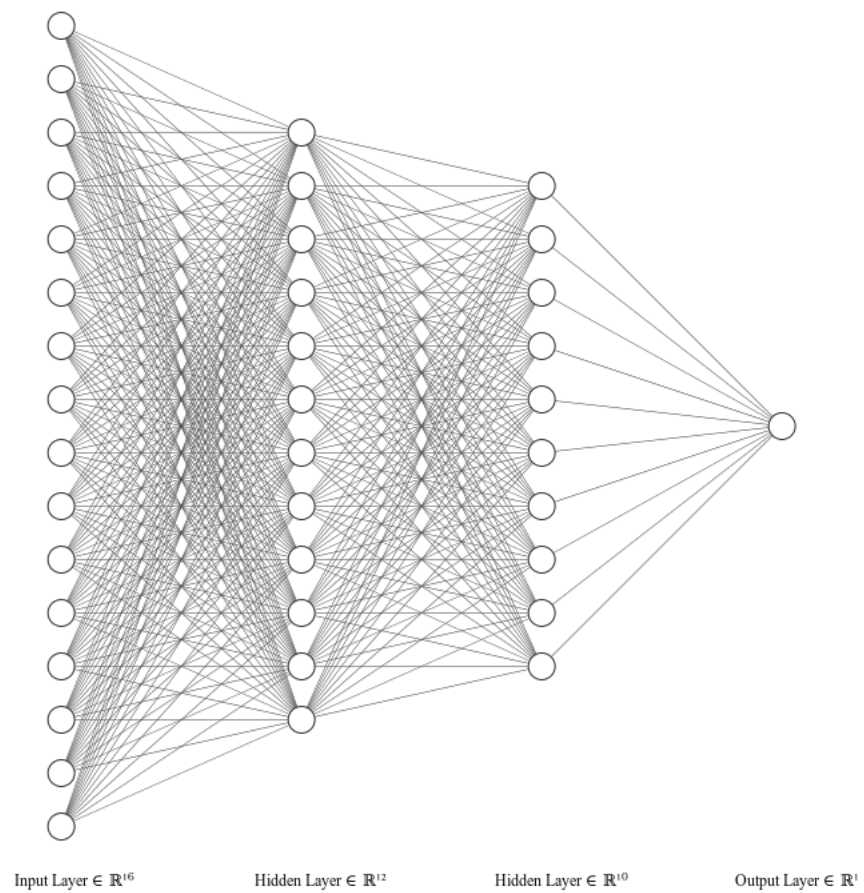 Input Layer ∈ ℝ¹⁶ Hidden Layer ∈ ℝ¹² Hidden Layer ∈ ℝ¹⁰ Output Layer ∈ ℝ¹